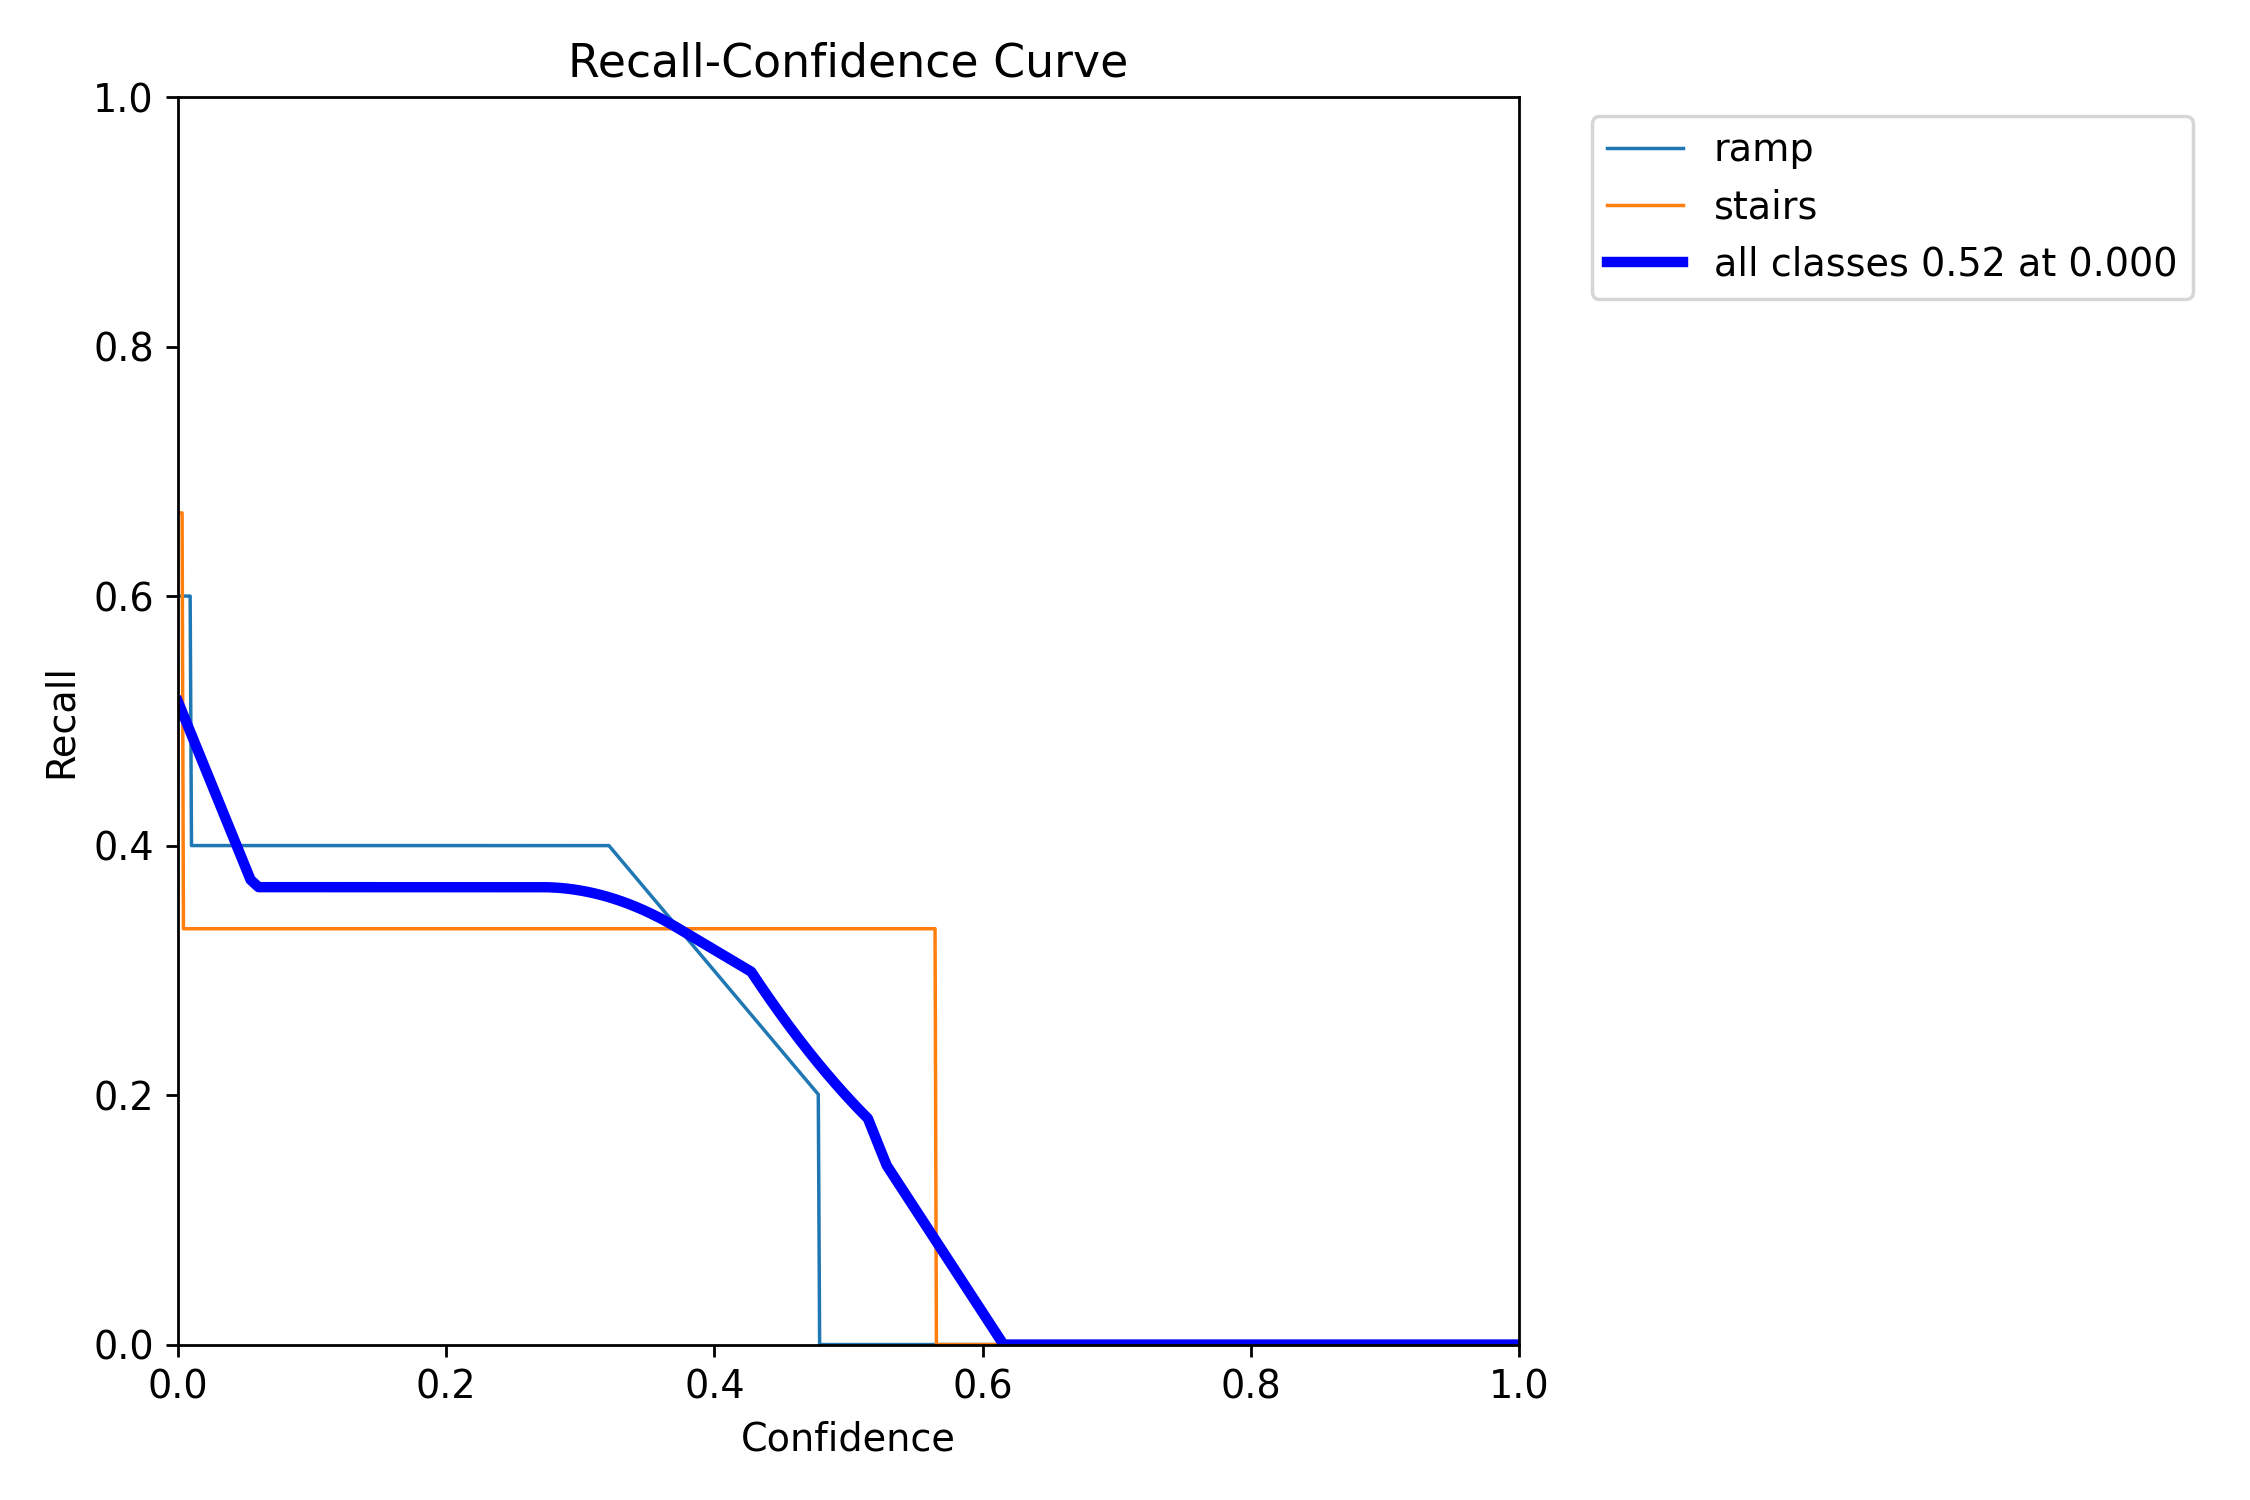 Recall-Confidence Curve
1.0
0.8
0.6
0.4
0.2
0.0
Recall
0.0 0.2 0.4 0.6 0.8 1.0
Confidence
ramp
stairs
all classes 0.52 at 0.000